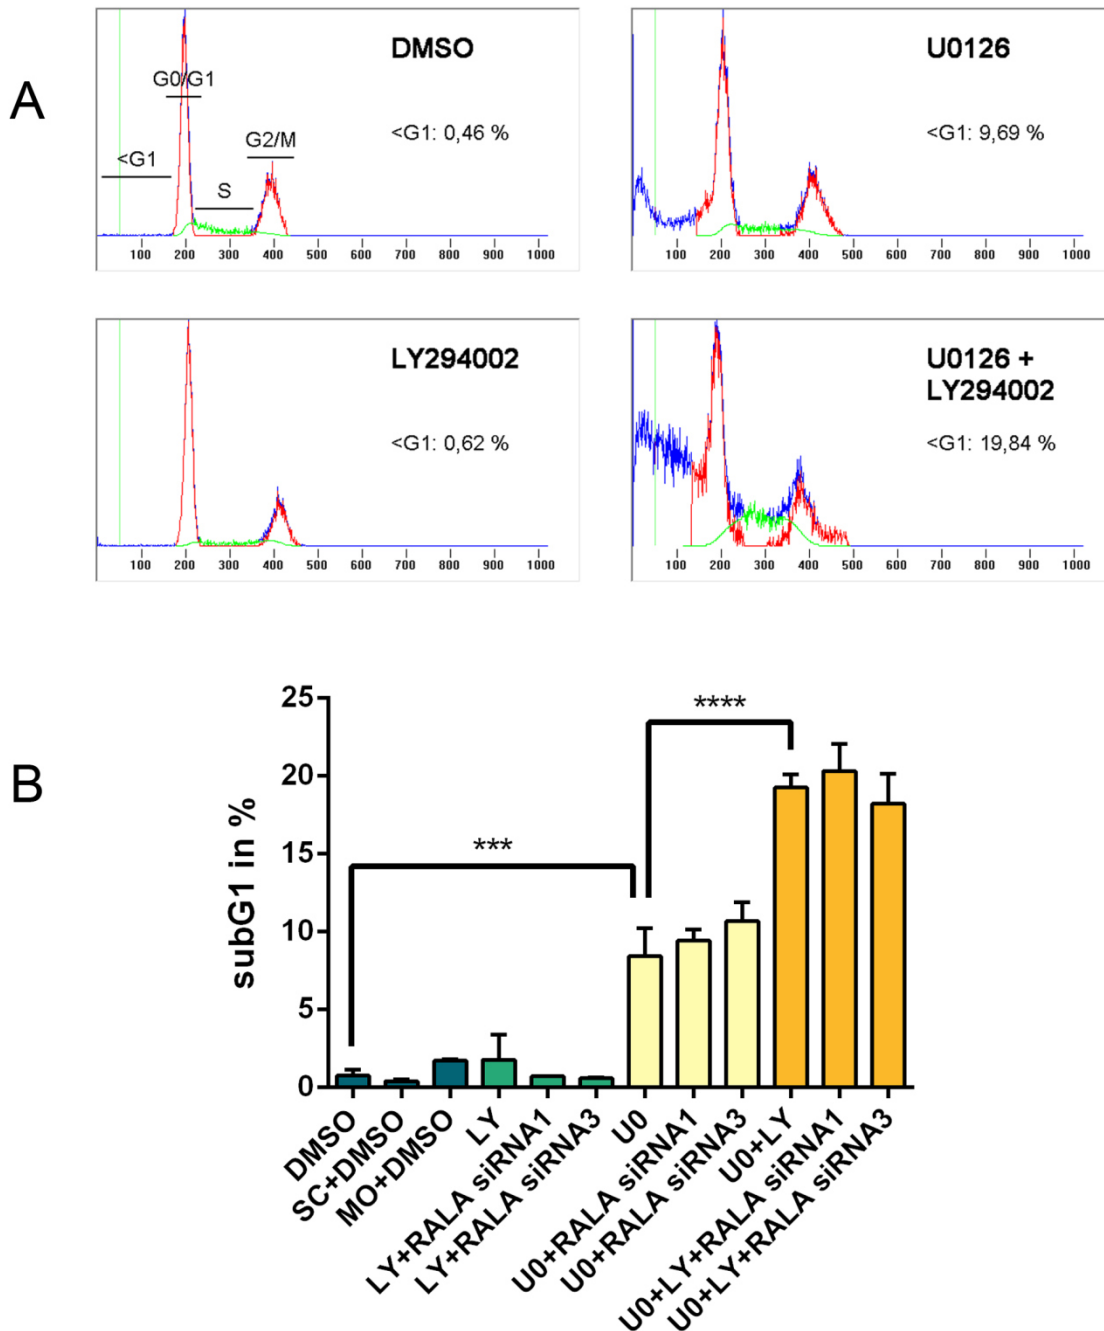 A
DMSO
G0/G1
<G1: 0,46 %
G2/M
<G1
S
100 200 300 400 500 600 700 800 900 1000
U0126
<G1: 9,69 %
100 200 300 400 500 600 700 800 900 1000
LY294002
<G1: 0,62 %
100 200 300 400 500 600 700 800 900 1000
U0126 +
LY294002
<G1: 19,84 %
100 200 300 400 500 600 700 800 900 1000
B
subG1 in %
25
20
15
10
5
0
***
****
DMSO
SC+DMSO
MO+DMSO
LY
LY+RALA siRNA1
LY+RALA siRNA3
U0
U0+RALA siRNA1
U0+RALA siRNA3
U0+LY
U0+LY+RALA siRNA1
U0+LY+RALA siRNA3